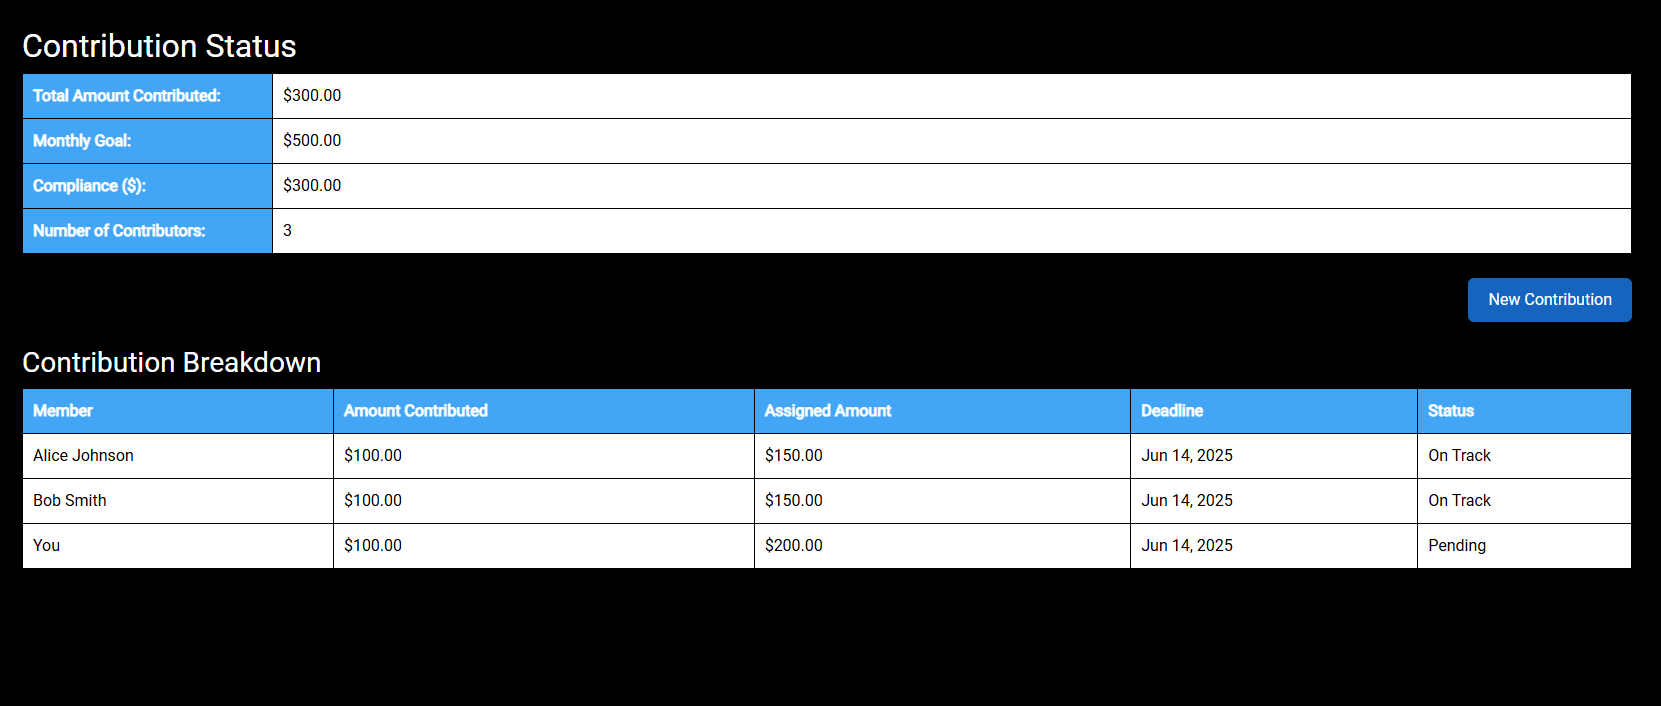 Contribution Status
Total Amount Contributed: $300.00
Monthly Goal: $500.00
Compliance ($): $300.00
Number of Contributors: 3
New Contribution
Contribution Breakdown
Member Amount Contributed Assigned Amount Deadline Status
Alice Johnson $100.00 $150.00 Jun 14, 2025 On Track
Bob Smith $100.00 $150.00 Jun 14, 2025 On Track
You $100.00 $200.00 Jun 14, 2025 Pending